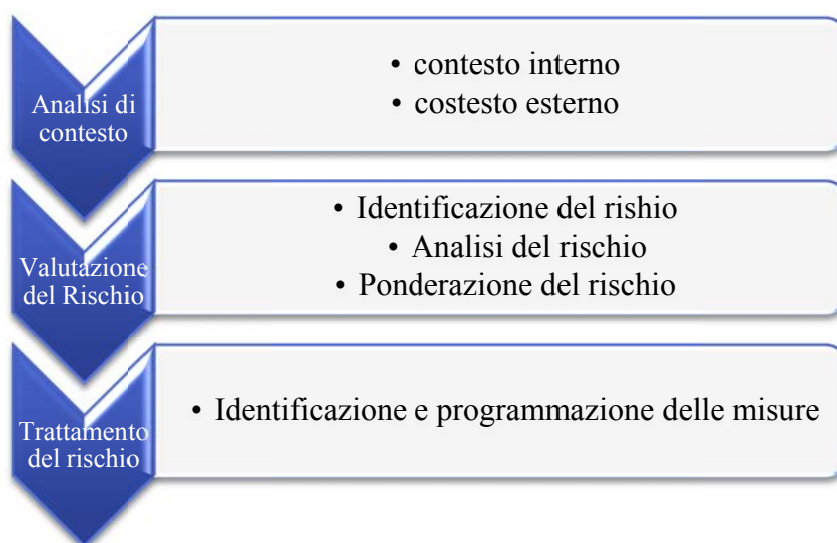 Analisi di
contesto
• contesto interno
• costesto esterno
Valutazione
del Rischio
• Identificazione del rishio
• Analisi del rischio
• Ponderazione del rischio
Trattamento
del rischio
• Identificazione e programmazione delle misure